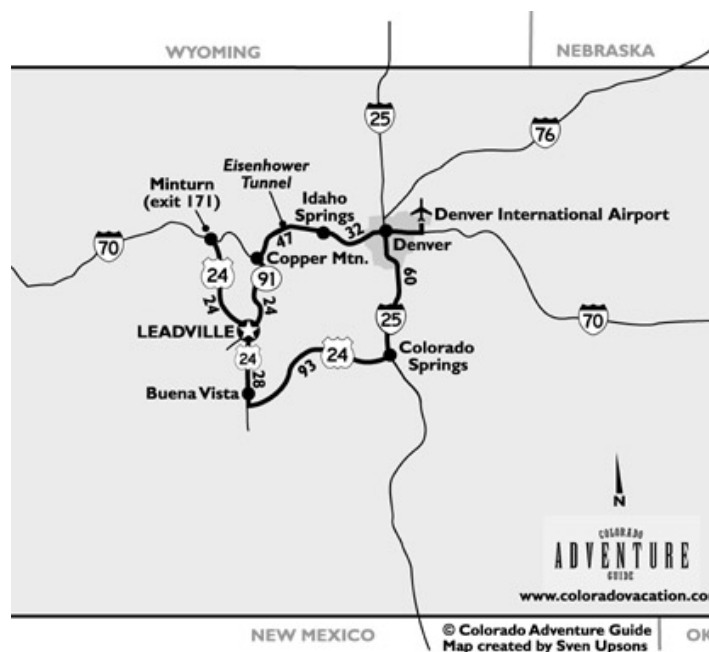 WYOMING
NEBRASKA
25
76
Eisenhower
Tunnel
Minturn
(exit 171)
Idaho
Springs
Denver International Airport
32
47
Denver
70
Copper Mtn.
24
91
60
24
24
25
70
LEADVILLE
24
24
Colorado
Springs
28
93
Buena Vista
N
COLORADO
ADVENTURE
GUIDE
www.coloradovacation.co
NEW MEXICO
© Colorado Adventure Guide
Map created by Sven Upsons
OK